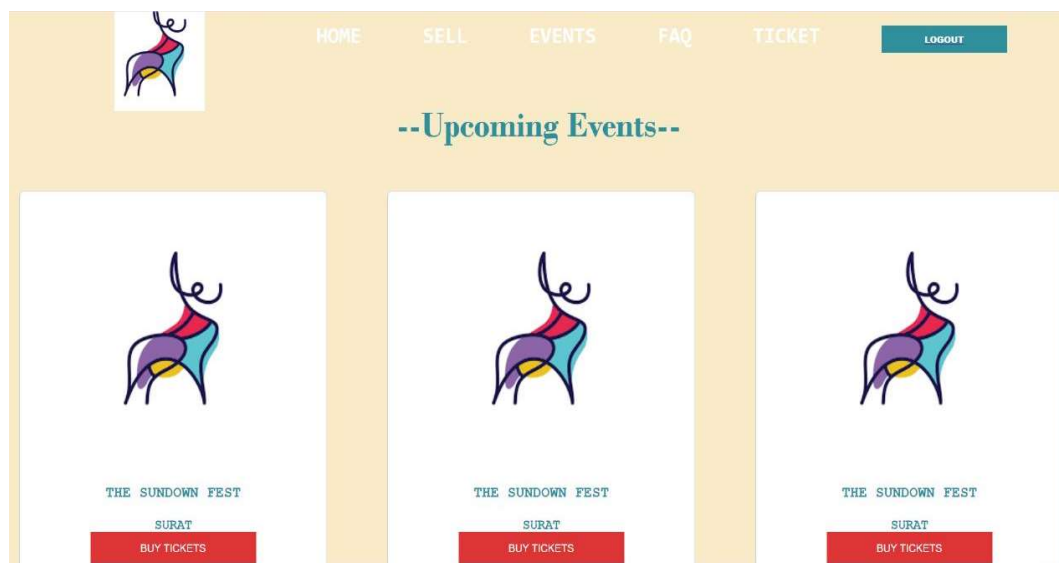 HOME SELL EVENTS FAQ TICKET LOGOUT
--Upcoming Events--
THE SUNDOWN FEST
SURAT
BUY TICKETS
THE SUNDOWN FEST
SURAT
BUY TICKETS
THE SUNDOWN FEST
SURAT
BUY TICKETS